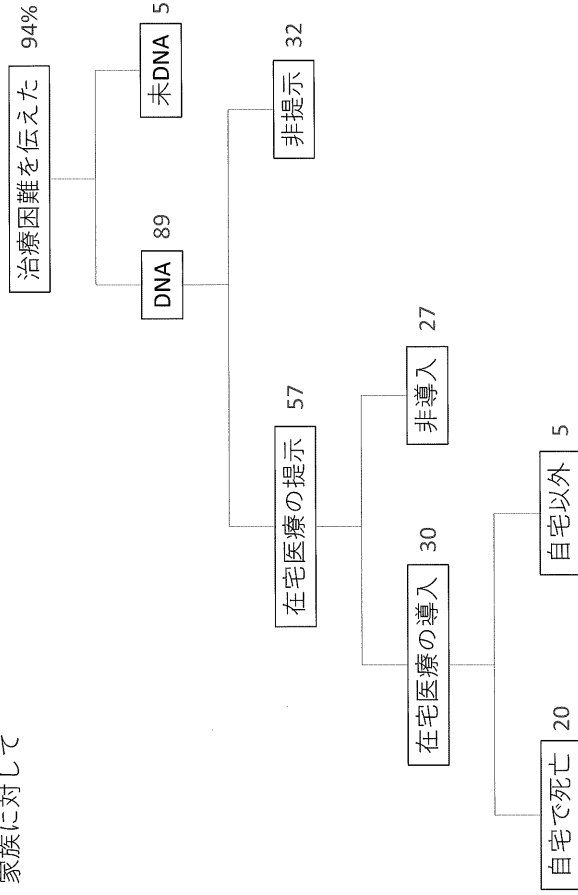 家族に対して
治療困難を伝えた 94%
DNA 89
未DNA 5
在宅医療の提示 57
非提示 32
在宅医療の導入 30
非導入 27
自宅で死亡 20
自宅以外 5